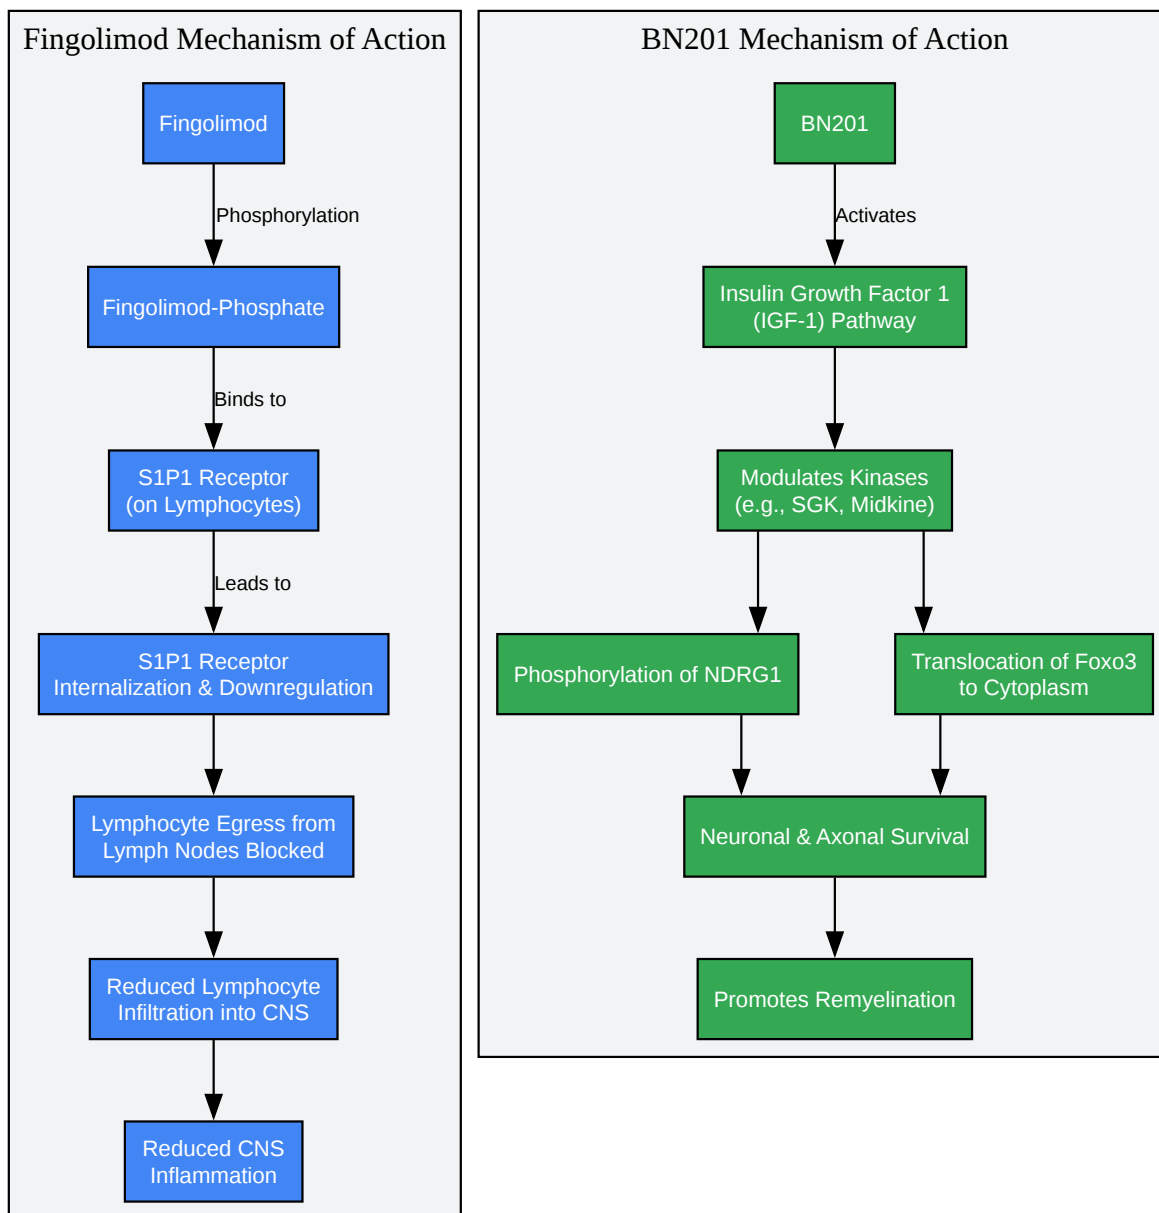 Fingolimod Mechanism of Action
Fingolimod
Phosphorylation
Fingolimod-Phosphate
Binds to
S1P1 Receptor
(on Lymphocytes)
Leads to
S1P1 Receptor
Internalization & Downregulation
Lymphocyte Egress from
Lymph Nodes Blocked
Reduced Lymphocyte
Infiltration into CNS
Reduced CNS
Inflammation
BN201 Mechanism of Action
BN201
Activates
Insulin Growth Factor 1
(IGF-1) Pathway
Modulates Kinases
(e.g., SGK, Midkine)
Phosphorylation of NDRG1
Translocation of Foxo3
to Cytoplasm
Neuronal & Axonal Survival
Promotes Remyelination